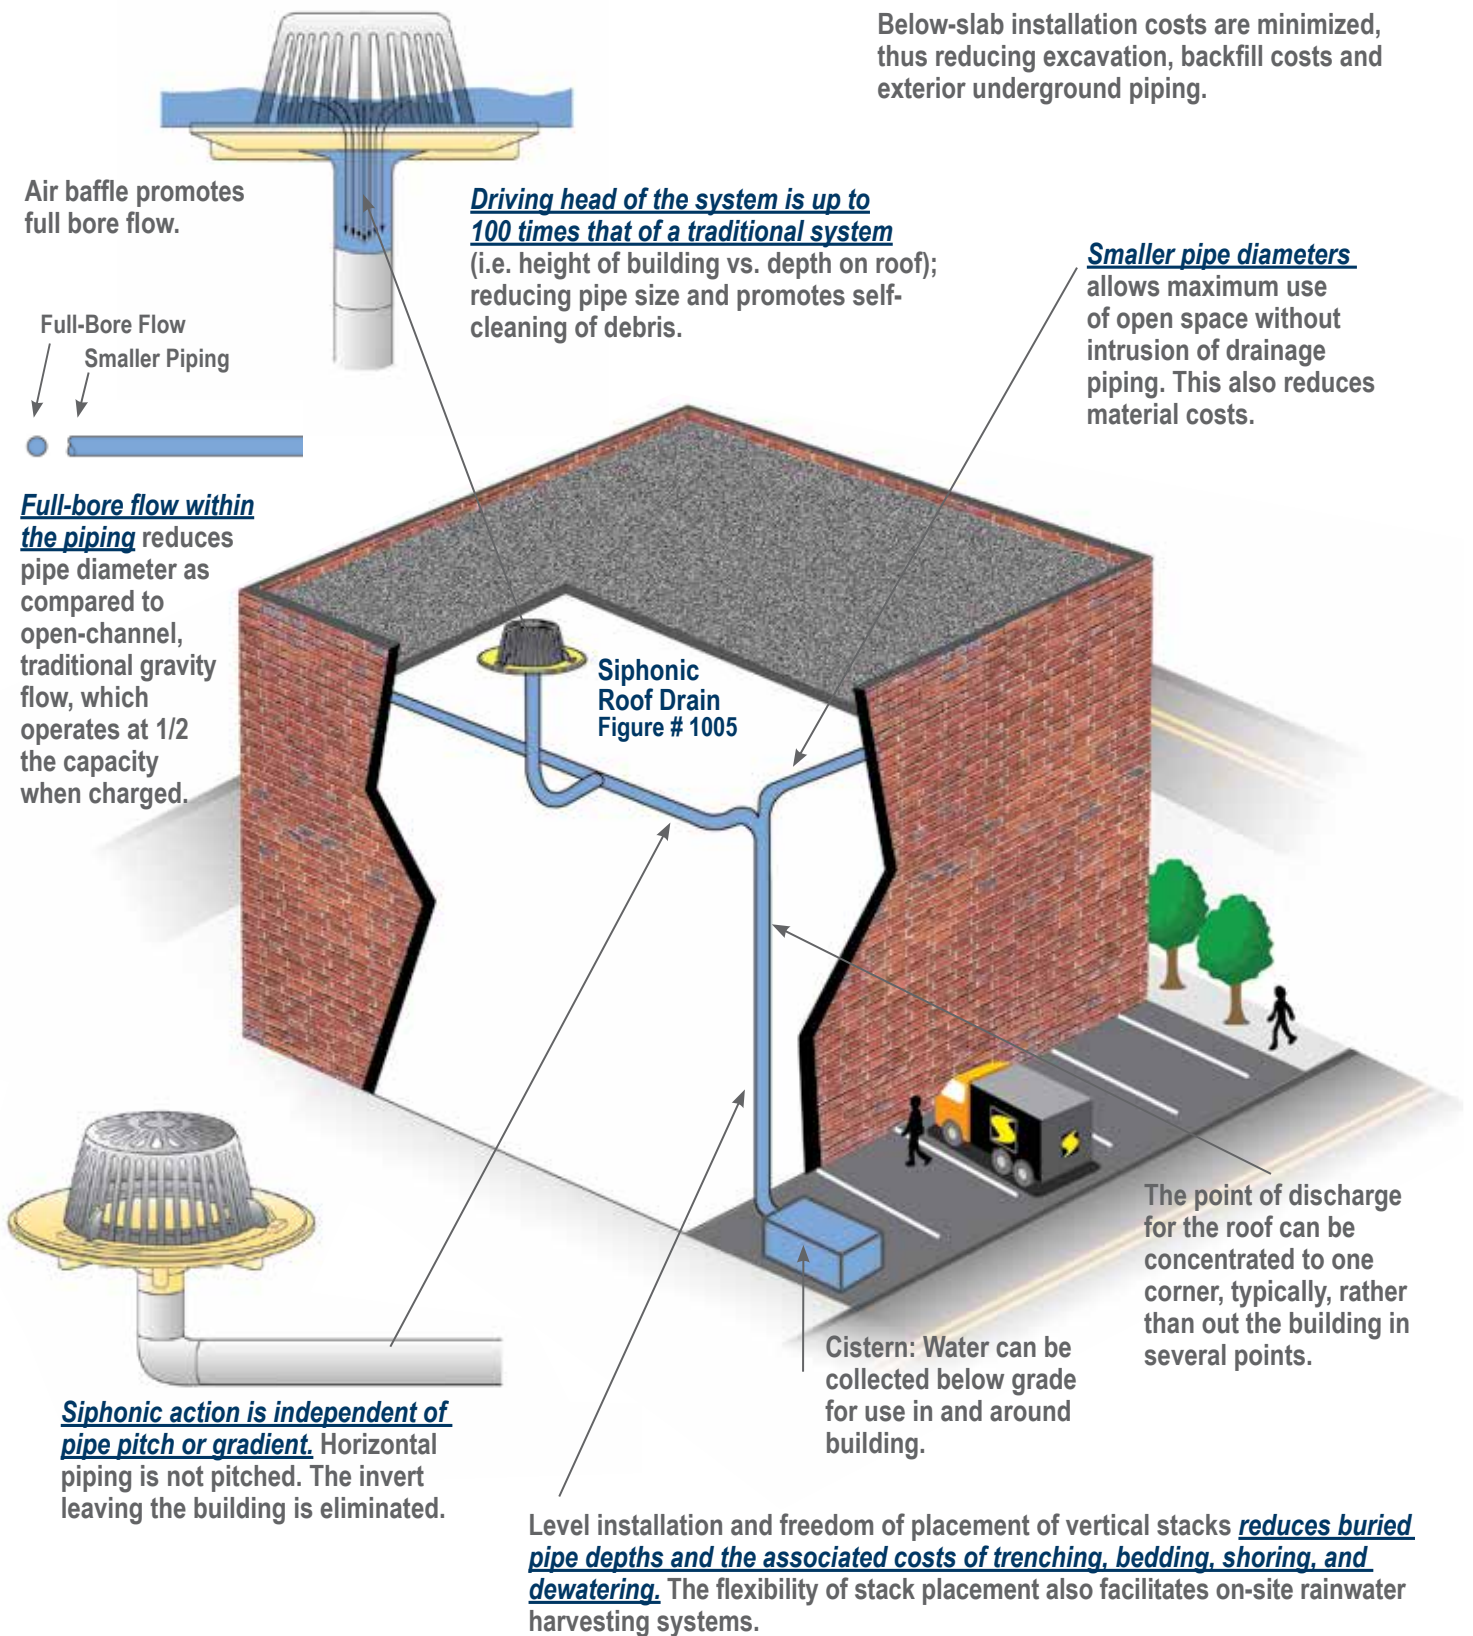 Below-slab installation costs are minimized,
thus reducing excavation, backfill costs and
exterior underground piping.
Air baffle promotes
full bore flow.
Driving head of the system is up to
100 times that of a traditional system
(i.e. height of building vs. depth on roof);
reducing pipe size and promotes self-
cleaning of debris.
Smaller pipe diameters
allows maximum use
of open space without
intrusion of drainage
piping. This also reduces
material costs.
Full-Bore Flow
Smaller Piping
Full-bore flow within
the piping reduces
pipe diameter as
compared to
open-channel,
traditional gravity
flow, which
operates at 1/2
the capacity
when charged.
Siphonic
Roof Drain
Figure # 1005
The point of discharge
for the roof can be
concentrated to one
corner, typically, rather
than out the building in
several points.
Cistern: Water can be
collected below grade
for use in and around
building.
Siphonic action is independent of
pipe pitch or gradient. Horizontal
piping is not pitched. The invert
leaving the building is eliminated.
Level installation and freedom of placement of vertical stacks reduces buried
pipe depths and the associated costs of trenching, bedding, shoring, and
dewatering. The flexibility of stack placement also facilitates on-site rainwater
harvesting systems.